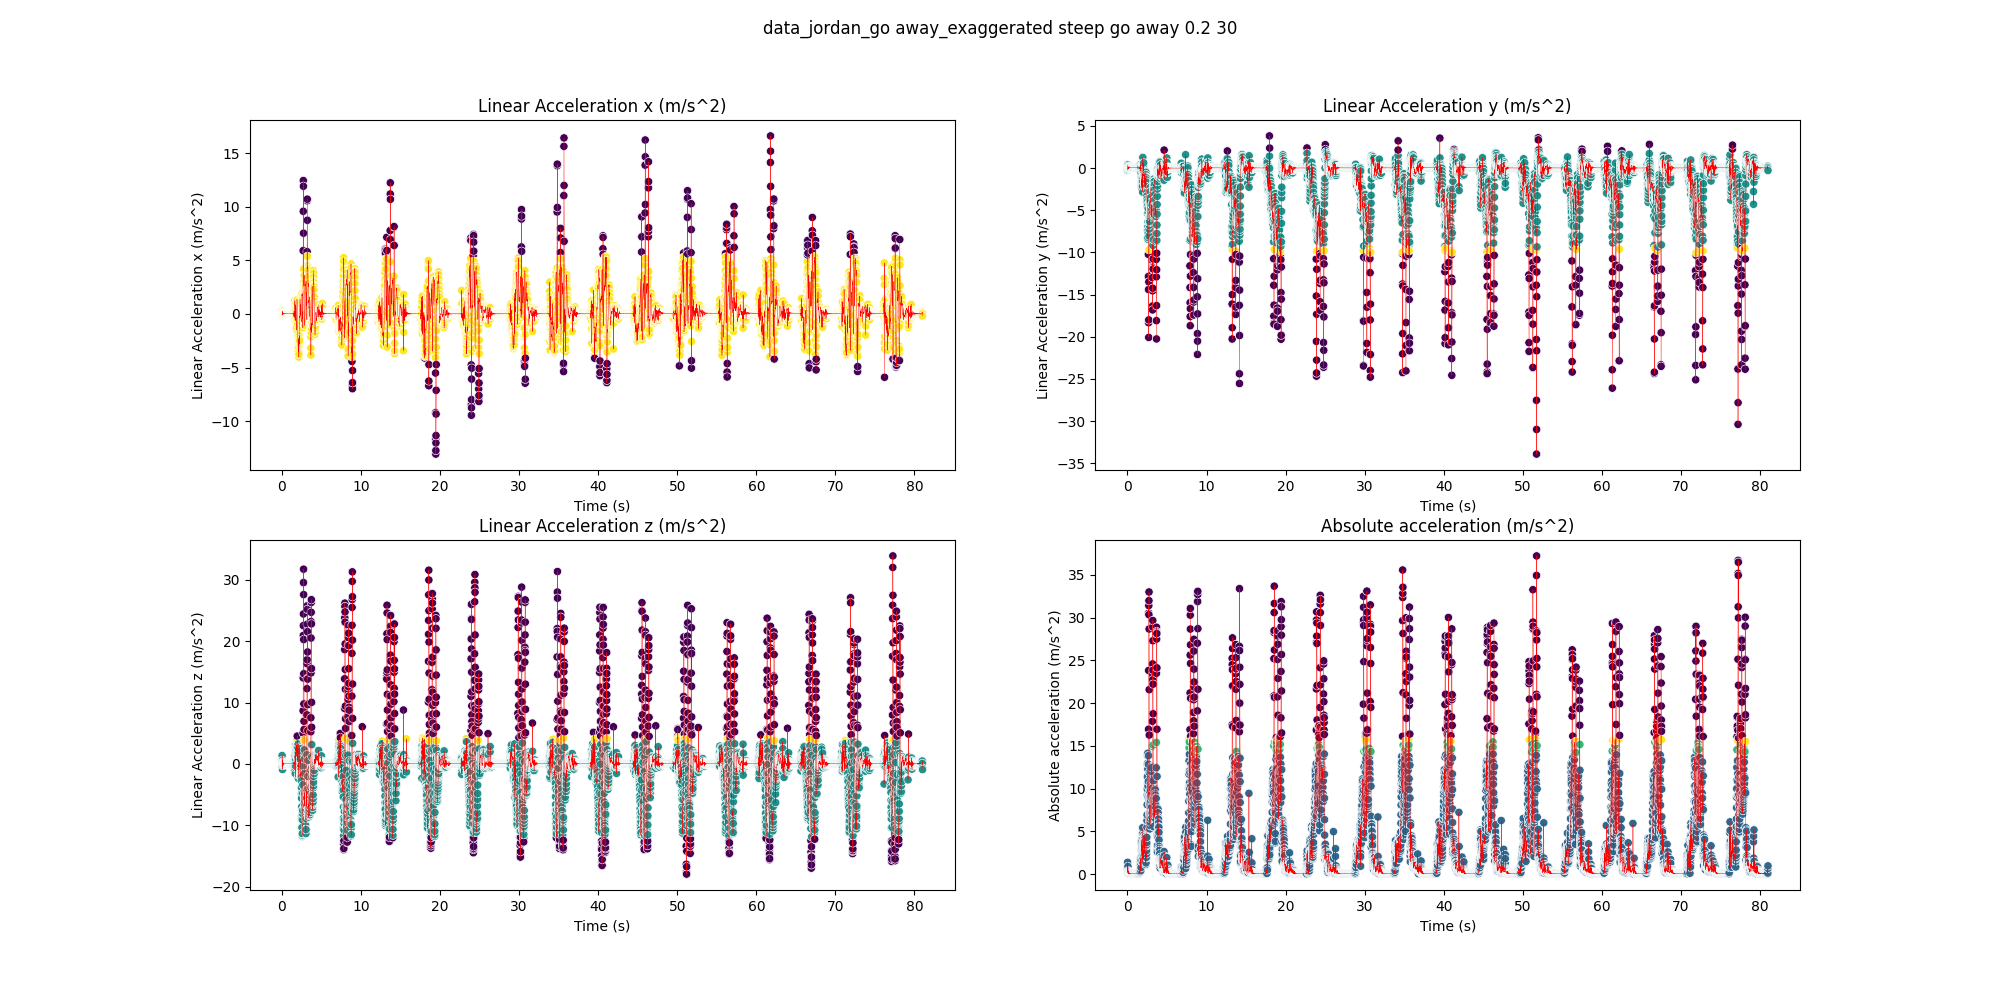 data_jordan_go away_exaggerated steep go away 0.2 30
Linear Acceleration x (m/s^2)
Linear Acceleration x (m/s^2)
15
10
5
0
−5
−10
0 10 20 30 40 50 60 70 80
Time (s)
Linear Acceleration y (m/s^2)
Linear Acceleration y (m/s^2)
5
0
−5
−10
−15
−20
−25
−30
−35
0 10 20 30 40 50 60 70 80
Time (s)
Linear Acceleration z (m/s^2)
Linear Acceleration z (m/s^2)
30
20
10
0
−10
−20
0 10 20 30 40 50 60 70 80
Time (s)
Absolute acceleration (m/s^2)
Absolute acceleration (m/s^2)
35
30
25
20
15
10
5
0
0 10 20 30 40 50 60 70 80
Time (s)